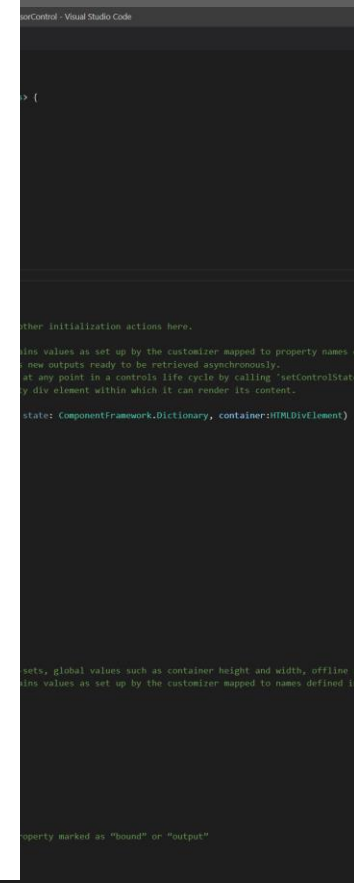 sorControl - Visual Studio Code
> {
other initialization actions here.
ains values as set up by the customizer mapped to property names
s new outputs ready to be retrieved asynchronously.
at any point in a controls life cycle by calling 'setControlStat
ty div element within which it can render its content.
state: ComponentFramework.Dictionary, container:HTMLDivElement)
sets, global values such as container height and width, offline
ains values as set up by the customizer mapped to names defined i
roperty marked as “bound” or “output”